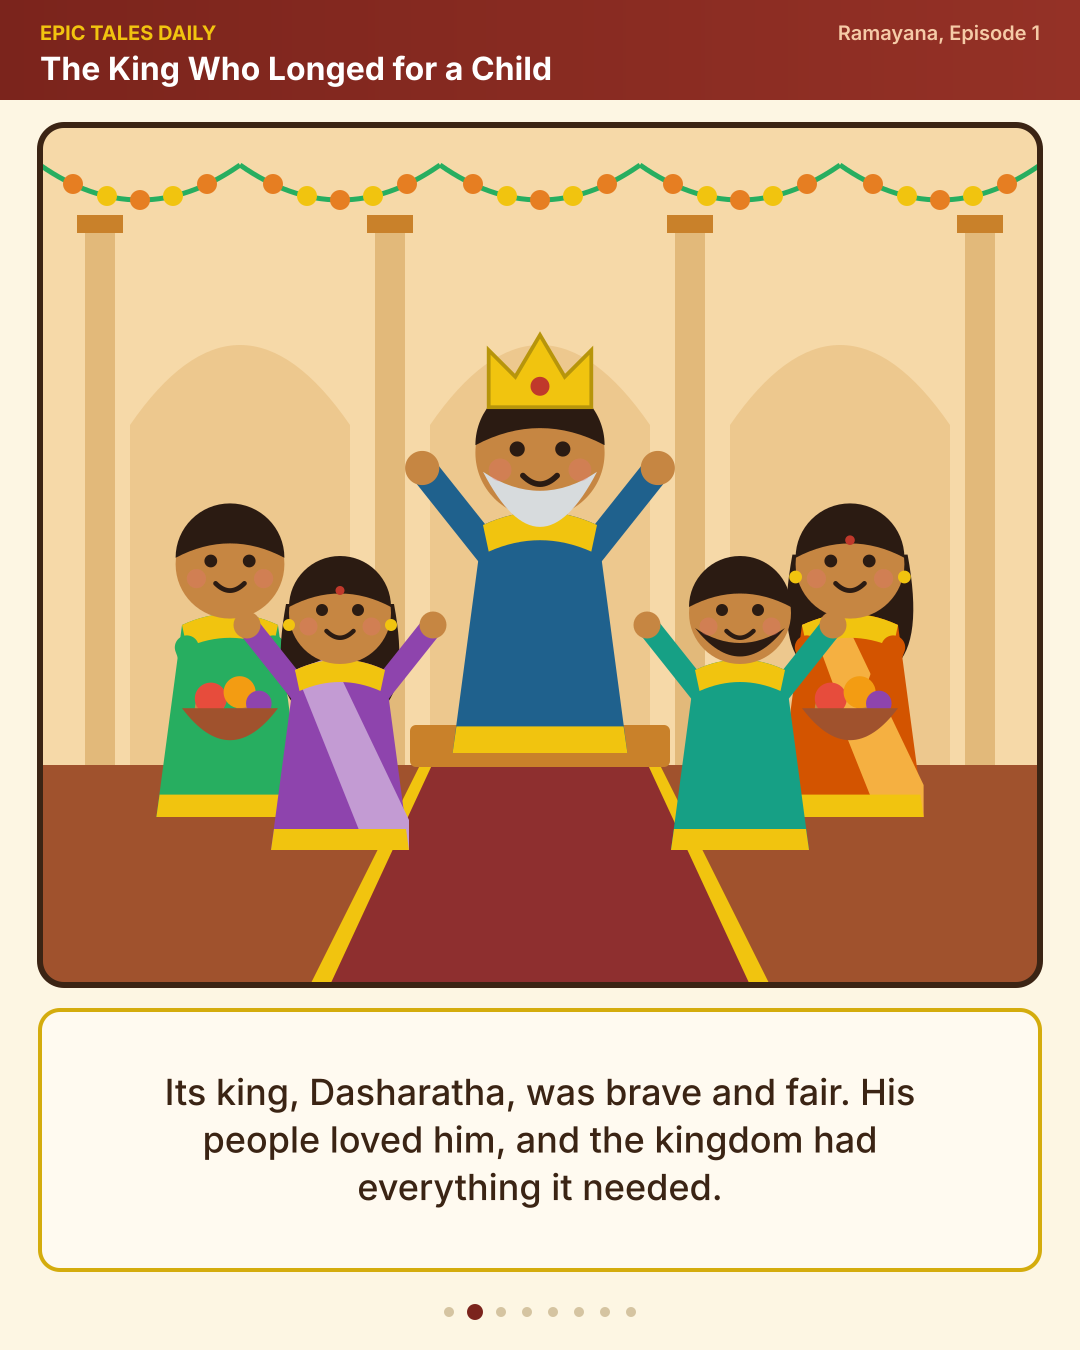 EPIC TALES DAILY
Ramayana, Episode 1
The King Who Longed for a Child
Its king, Dasharatha, was brave and fair. His
people loved him, and the kingdom had
everything it needed.